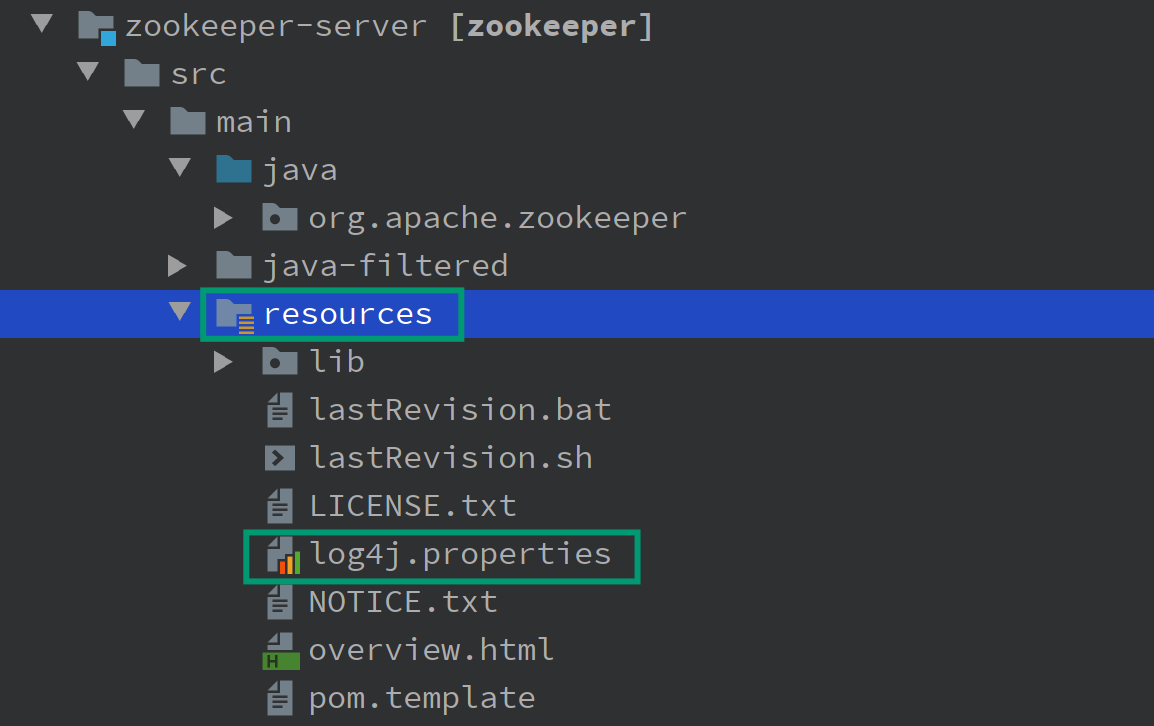 zookeeper-server [zookeeper]
src
main
java
org.apache.zookeeper
java-filtered
resources
lib
lastRevision.bat
lastRevision.sh
LICENSE.txt
log4j.properties
NOTICE.txt
overview.html
pom.template